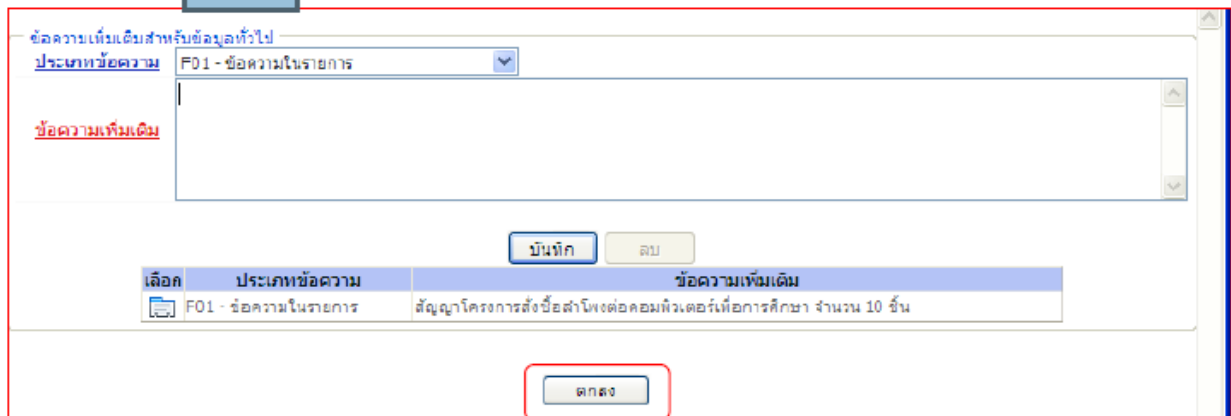 ข้อความเพิ่มเติมสำหรับข้อมูลทั่วไป
ประเภทข้อความ F01 - ข้อความในรายการ
ข้อความเพิ่มเติม
บันทึก ลบ
เลือก ประเภทข้อความ ข้อความเพิ่มเติม
F01 - ข้อความในรายการ สัญญาโครงการสั่งซื้อลำโพงต่อคอมพิวเตอร์เพื่อการศึกษา จำนวน 10 ชิ้น
ตกลง